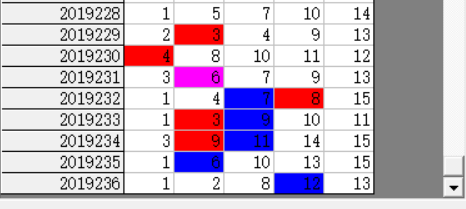 2019228 1 5 7 10 14
2019229 2 3 4 9 13
2019230 4 8 10 11 12
2019231 3 6 7 9 13
2019232 1 4 7 8 15
2019233 1 3 9 10 11
2019234 3 9 11 14 15
2019235 1 6 10 13 15
2019236 1 2 8 12 13